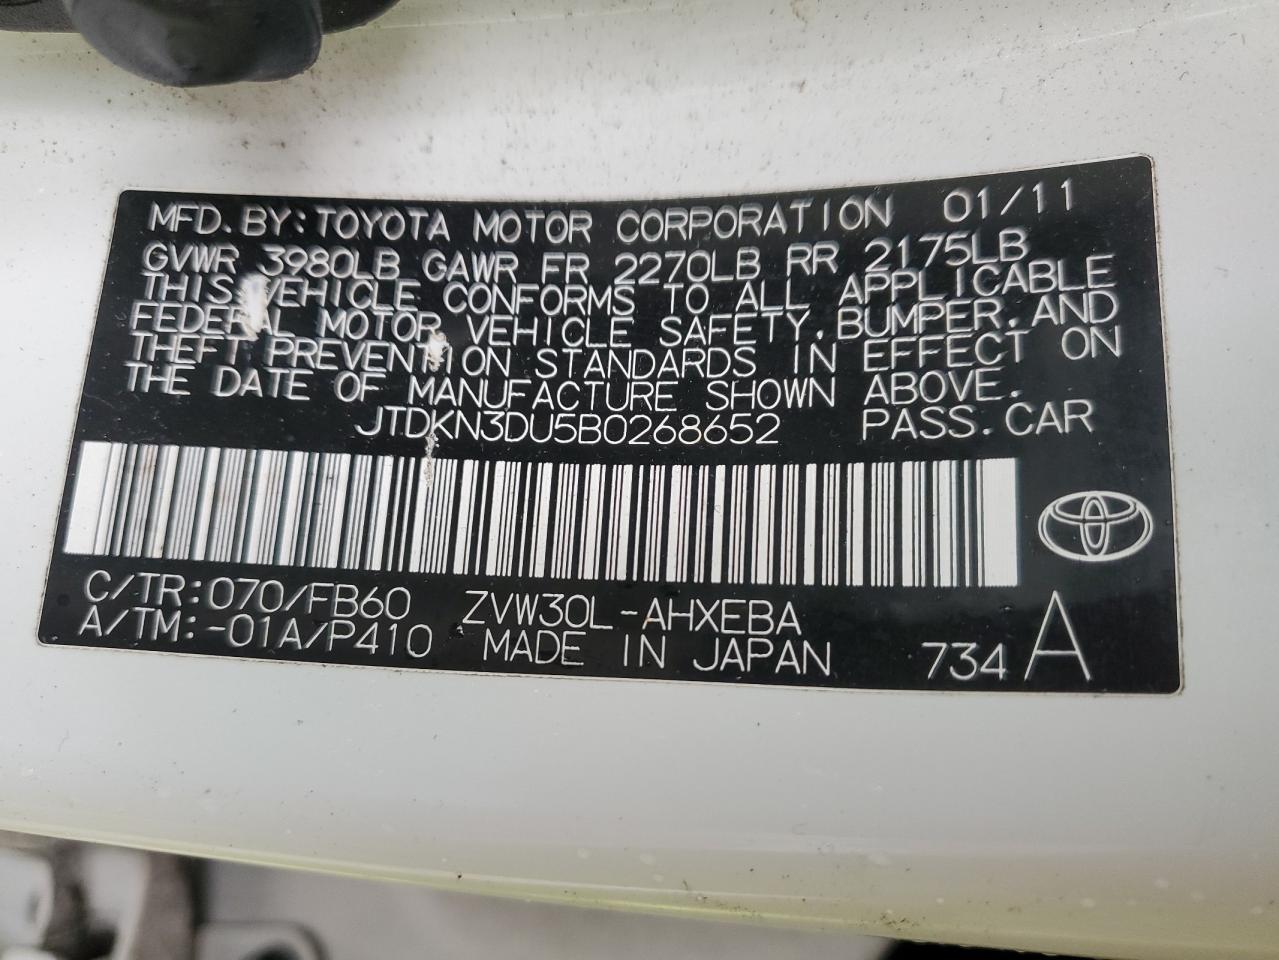 MFD. BY: TOYOTA MOTOR CORPORATION 01/11
GVWR 3980LB GAWR FR 2270LB RR 2175LB
THIS VEHICLE CONFORMS TO ALL APPLICABLE
FEDERAL MOTOR VEHICLE SAFETY, BUMPER, AND
THEFT PREVENTION STANDARDS IN EFFECT ON
THE DATE OF MANUFACTURE SHOWN ABOVE.
JTDKN3DU5B0268652 PASS. CAR
C/TR: 070/FB60 ZVW30L-AHXEBA
A/TM: -01A/P410 MADE IN JAPAN 734 A